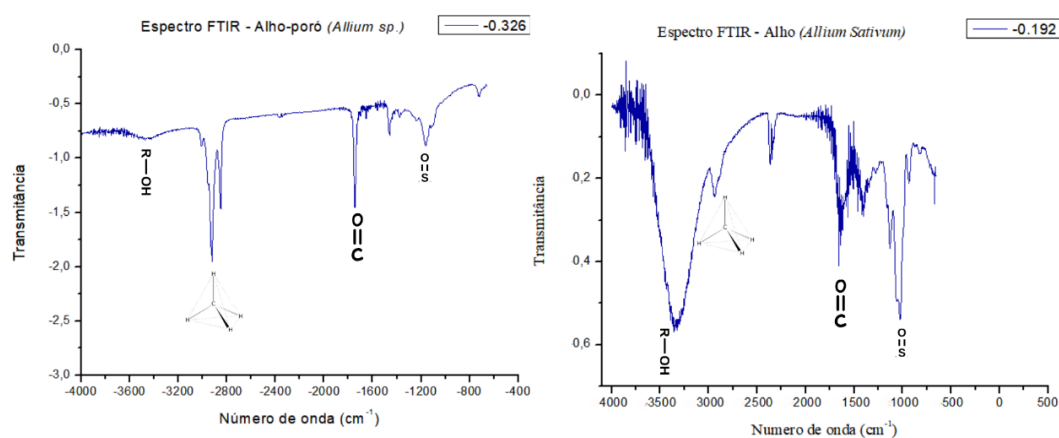 Espectro FTIR - Alho-poró (Allium sp.)
-0.326
0,0
-0,5
-1,0
-1,5
-2,0
-2,5
-3,0
Transmitância
R—OH
O=C
O=S
H
C
H
H
H
-4000 -3600 -3200 -2800 -2400 -2000 -1600 -1200 -800 -400
Número de onda (cm-1)
Espectro FTIR - Alho (Allium Sativum)
-0.192
0,0
0,2
0,4
0,6
Transmitância
H
C
H
H
H
O=C
R—OH
O=S
4000 3500 3000 2500 2000 1500 1000 500 0
Numero de onda (cm-1)